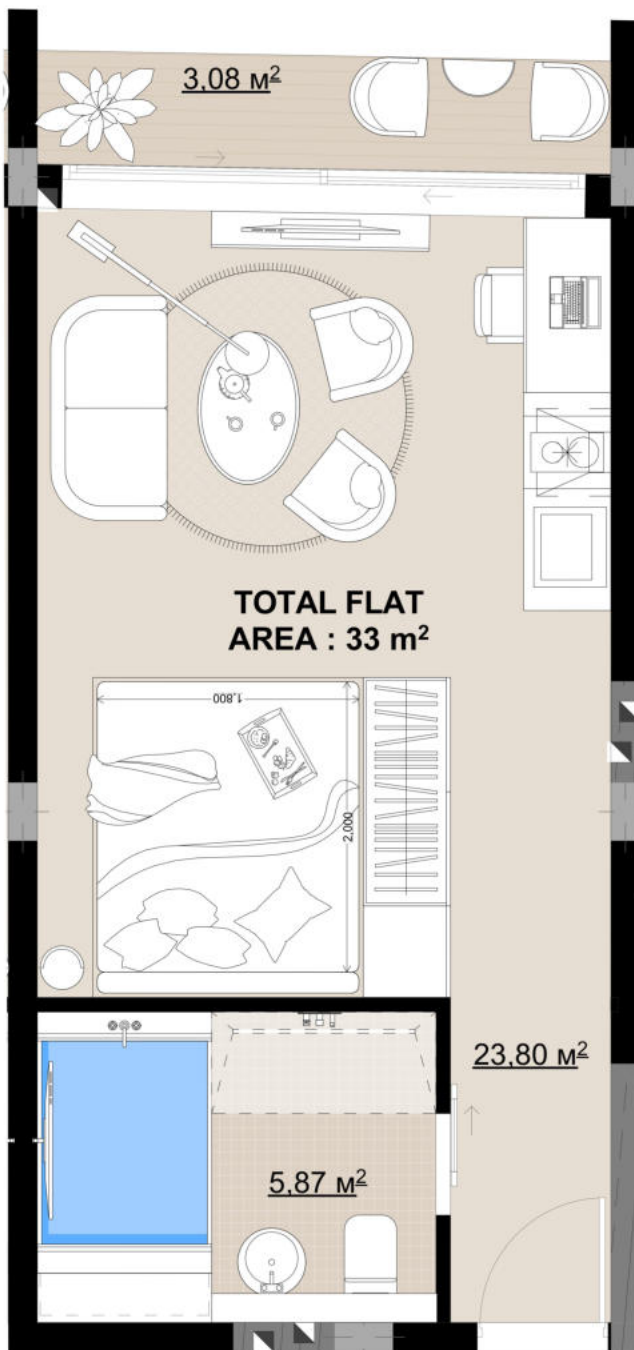 3,08 м²
TOTAL FLAT
AREA : 33 m²
1,800
2,000
23,80 м²
5,87 м²